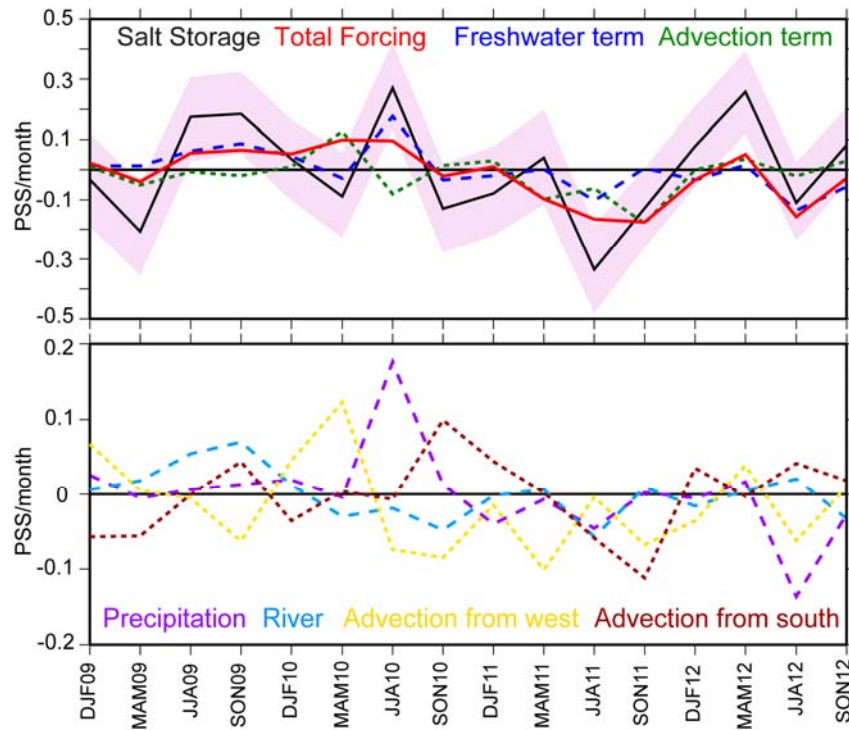 0.5
Salt Storage Total Forcing Freshwater term Advection term
0.3
0.1
-0.1
-0.3
-0.5
PSS/month
0.2
0.1
0
-0.1
-0.2
PSS/month
Precipitation River Advection from west Advection from south
DJF09 MAM09 JJA09 SON09 DJF10 MAM10 JJA10 SON10 DJF11 MAM11 JJA11 SON11 DJF12 MAM12 JJA12 SON12